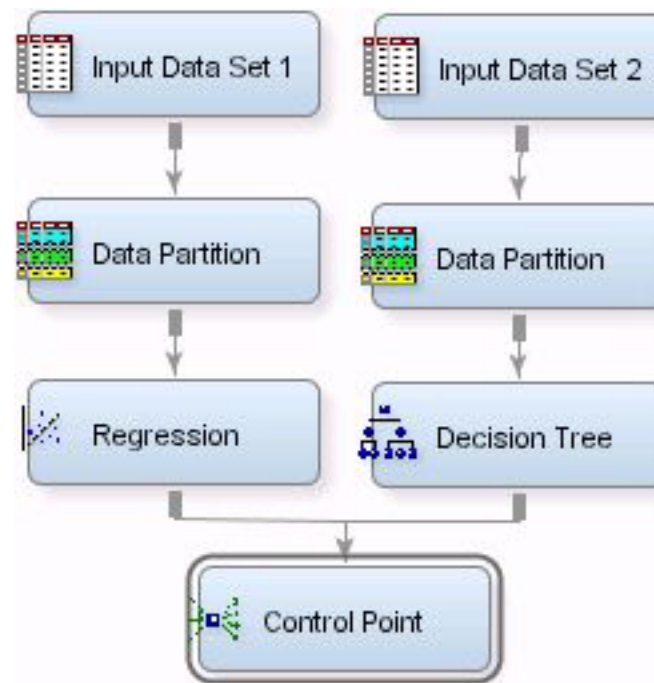 Input Data Set 1
Input Data Set 2
Data Partition
Data Partition
Regression
Decision Tree
Control Point